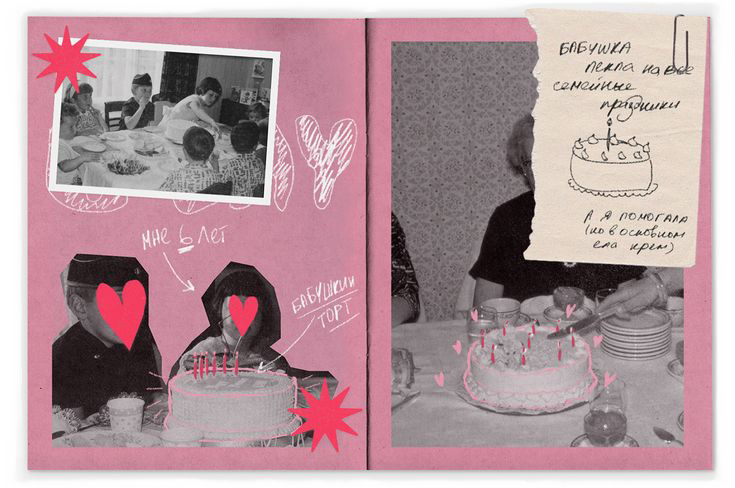 мне 6 лет
БАБУШКИН
ТОРТ
БАБУШКА
пекла на все
семейные
праздники
А Я ПОМОГАЛА
(но в основном
ела крем)